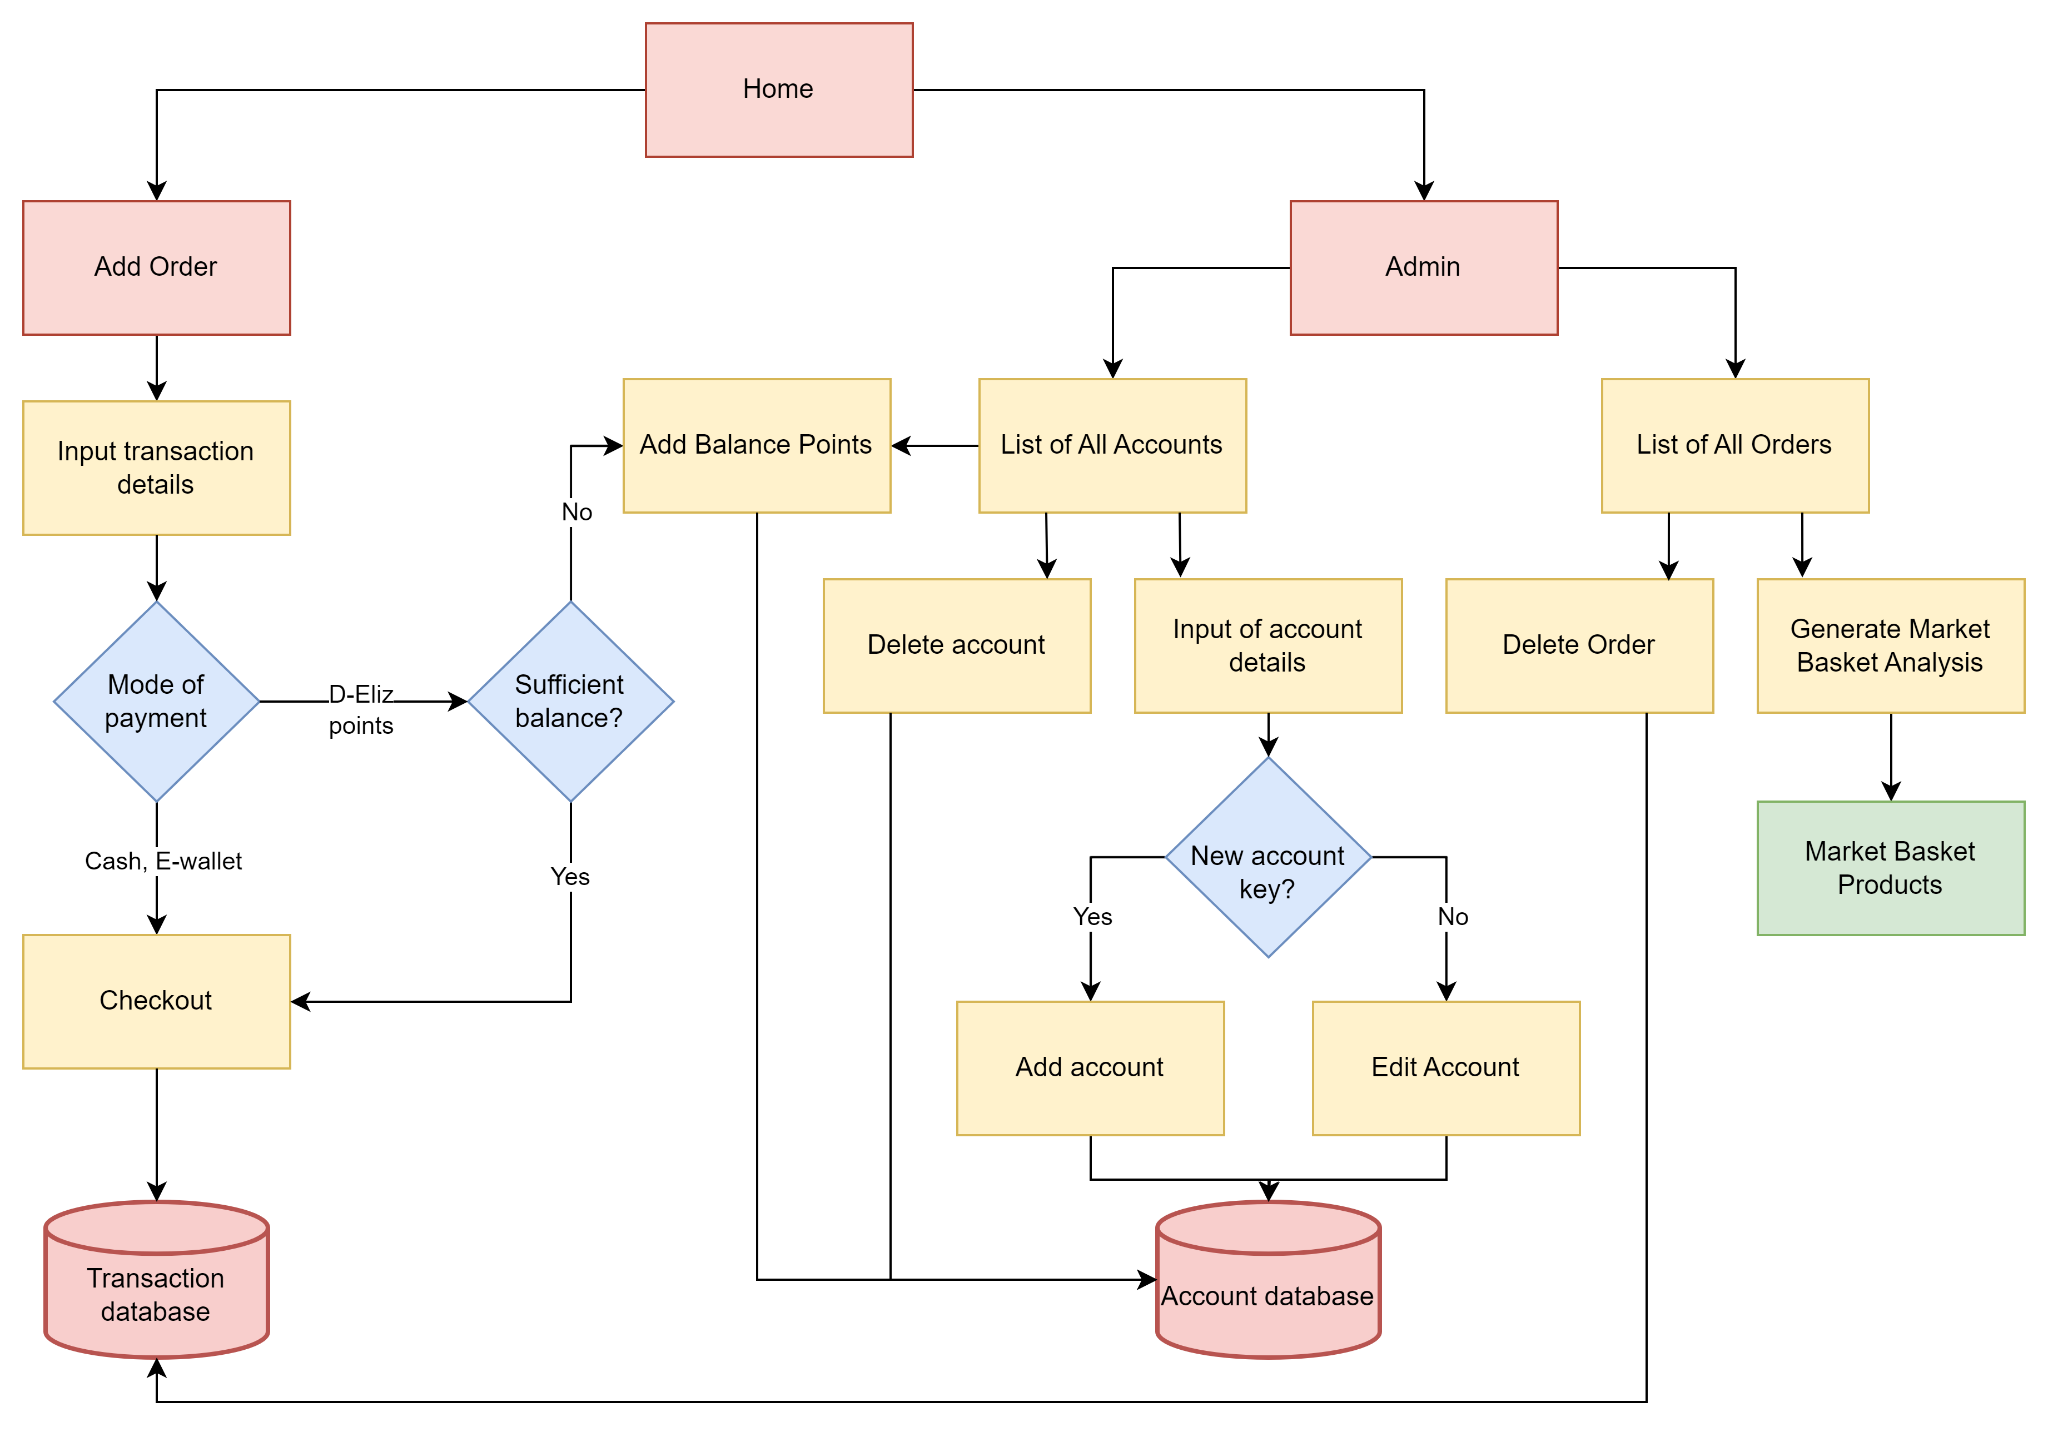 Home
Add Order
Admin
Input transaction
details
Add Balance Points
List of All Accounts
List of All Orders
No
Delete account
Input of account
details
Delete Order
Generate Market
Basket Analysis
Mode of
payment
D-Eliz
points
Sufficient
balance?
Cash, E-wallet
Yes
New account
key?
Yes
No
Market Basket
Products
Checkout
Add account
Edit Account
Transaction
database
Account database